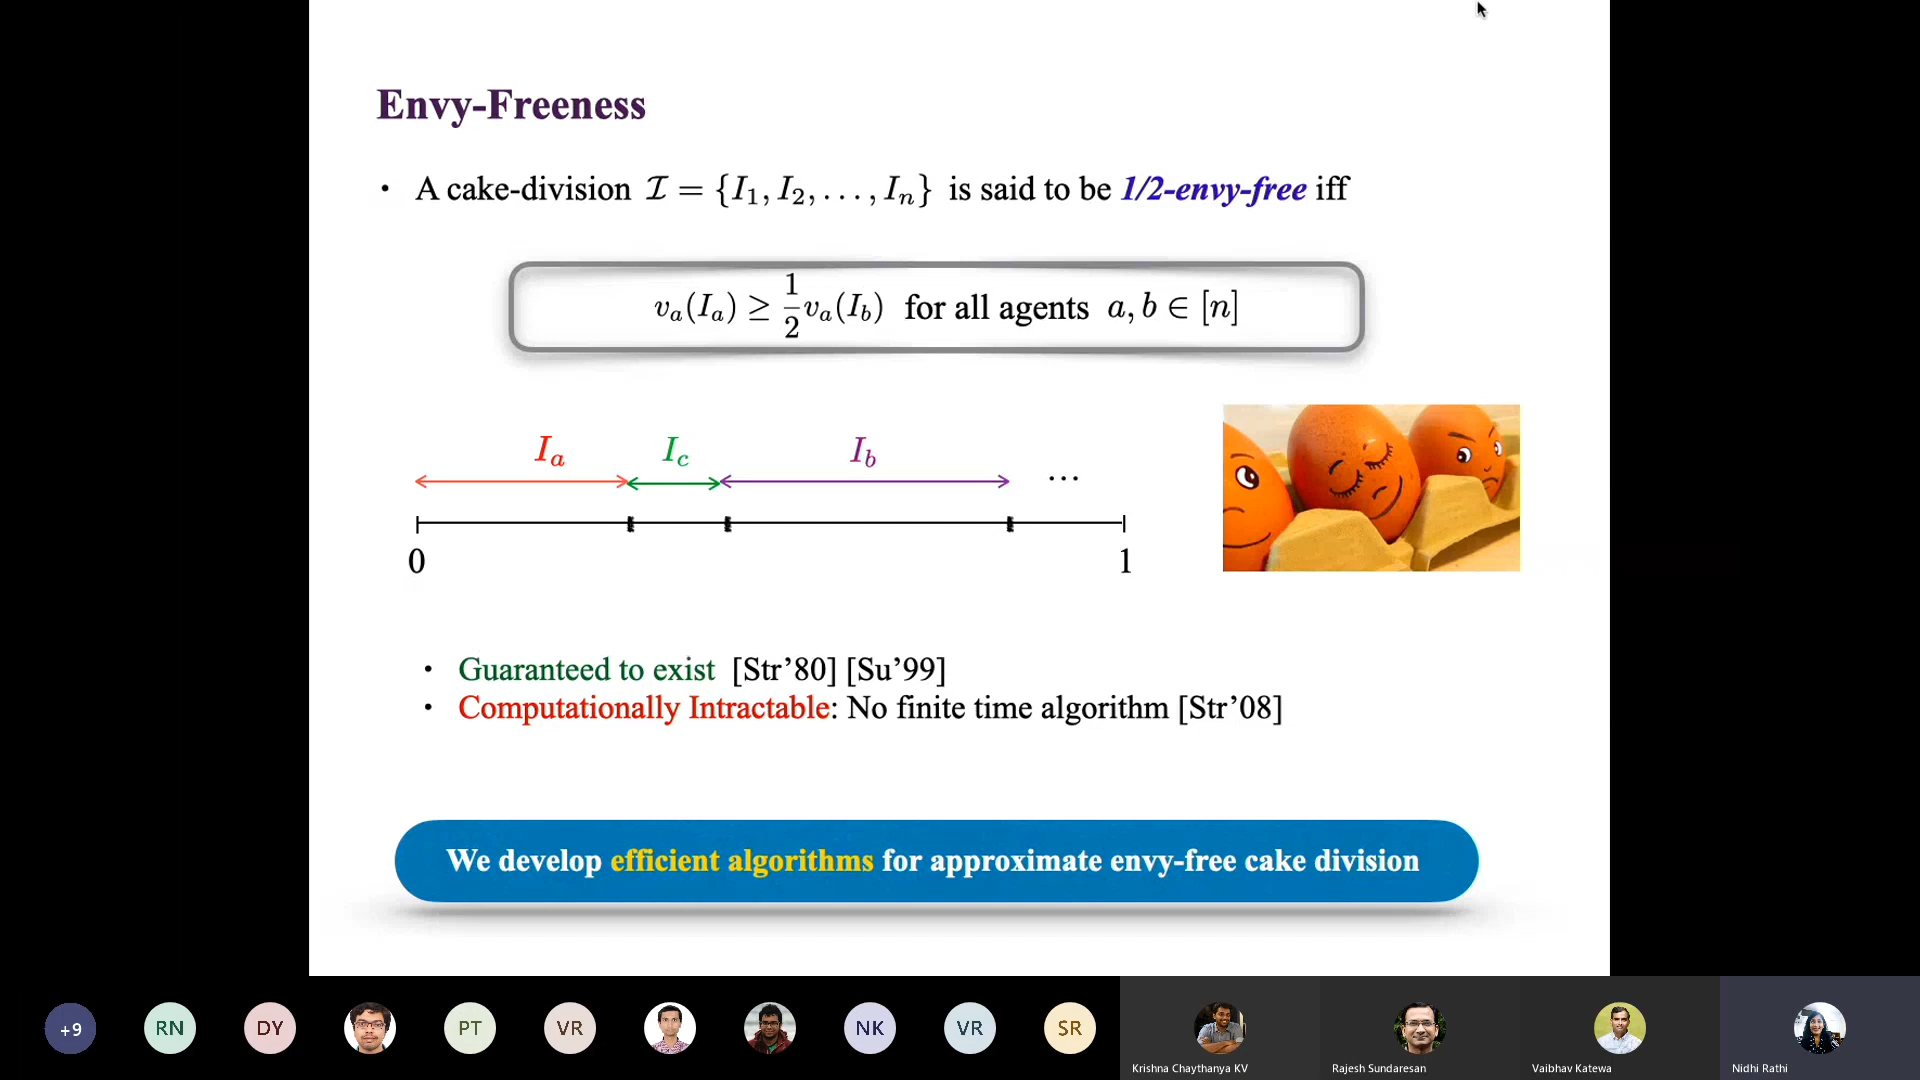 Envy-Freeness
• A cake-division 𝓘 = {I₁, I₂, . . . , Iₙ} is said to be 1/2-envy-free iff
vₐ(Iₐ) ≥ 1/2 vₐ(I_b) for all agents a, b ∈ [n]
Iₐ I_c I_b ...
0 1
• Guaranteed to exist [Str’80] [Su’99]
• Computationally Intractable: No finite time algorithm [Str’08]
We develop efficient algorithms for approximate envy-free cake division
+9 RN DY PT VR NK VR SR
Krishna Chaythanya KV Rajesh Sundaresan Vaibhav Katewa Nidhi Rathi